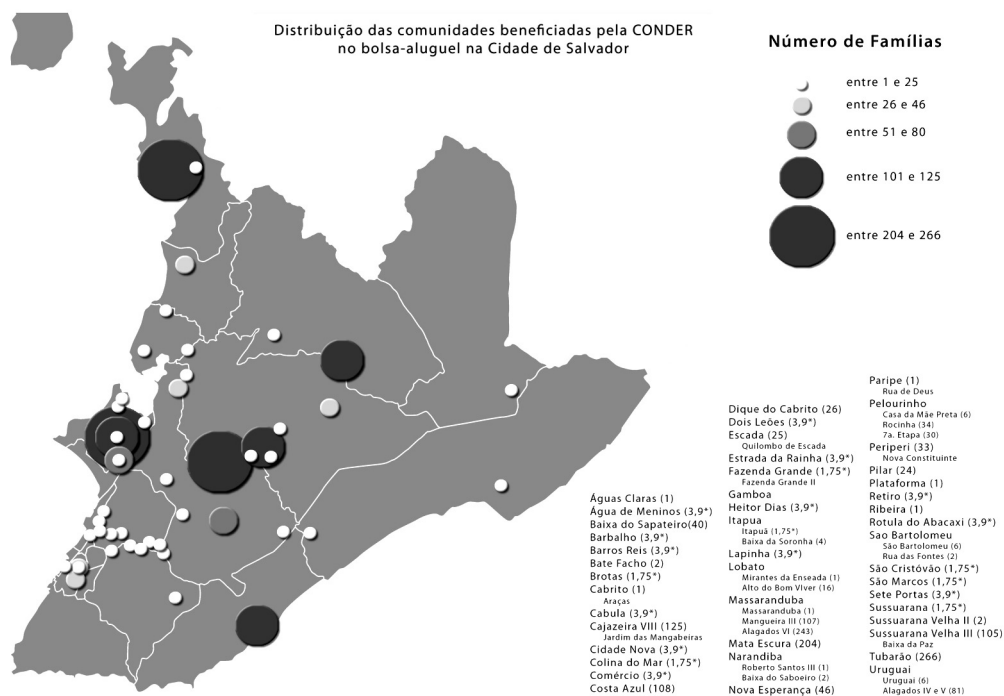 Distribuição das comunidades beneficiadas pela CONDER
no bolsa-aluguel na Cidade de Salvador
Número de Famílias
entre 1 e 25
entre 26 e 46
entre 51 e 80
entre 101 e 125
entre 204 e 266
Águas Claras (1)
Água de Meninos (3,9*)
Baixa do Sapateiro(40)
Barbalho (3,9*)
Barros Reis (3,9*)
Bate Facho (2)
Brotas (1,75*)
Cabrito (1)
Araças
Cabula (3,9*)
Cajazeira VIII (125)
Jardim das Mangabeiras
Cidade Nova (3,9*)
Colina do Mar (1,75*)
Comércio (3,9*)
Costa Azul (108)
Dique do Cabrito (26)
Dois Leões (3,9*)
Escada (25)
Quilombo de Escada
Estrada da Rainha (3,9*)
Fazenda Grande (1,75*)
Fazenda Grande II
Gamboa
Heitor Dias (3,9*)
Itapua
Itapuã (1,75*)
Baixa da Soronha (4)
Lapinha (3,9*)
Lobato
Mirantes da Enseada (1)
Alto do Bom VIver (16)
Massaranduba
Massaranduba (1)
Mangueira III (107)
Alagados VI (243)
Mata Escura (204)
Narandiba
Roberto Santos III (1)
Baixo do Saboeiro (2)
Nova Esperança (46)
Paripe (1)
Rua de Deus
Pelourinho
Casa da Mãe Preta (6)
Rocinha (34)
7a. Etapa (30)
Periperi (33)
Nova Constituinte
Pilar (24)
Plataforma (1)
Retiro (3,9*)
Ribeira (1)
Rotula do Abacaxi (3,9*)
Sao Bartolomeu
São Bartolomeu (6)
Rua das Fontes (2)
São Cristóvão (1,75*)
São Marcos (1,75*)
Sete Portas (3,9*)
Sussuarana (1,75*)
Sussuarana Velha II (2)
Sussuarana Velha III (105)
Baixa da Paz
Tubarão (266)
Uruguai
Uruguai (6)
Alagados IV e V (81)